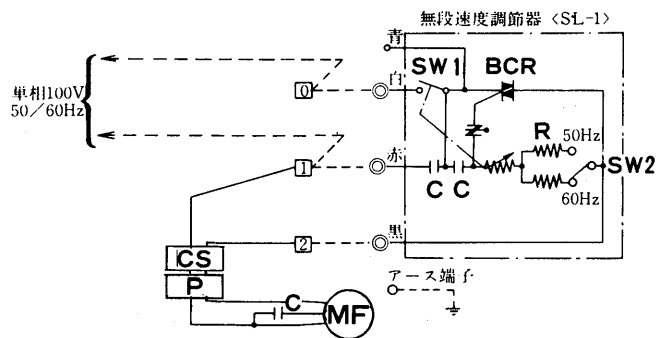 無段速度調節器〈SL-1〉
青
SW1
BCR
白
0
単相100V
50/60Hz
R
50Hz
赤
1
C
C
SW2
60Hz
黒
2
CS
P
アース端子
C
MF